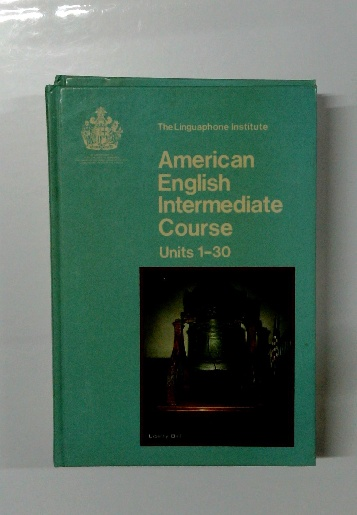 The Linguaphone Institute
American
English
Intermediate
Course
Units 1–30